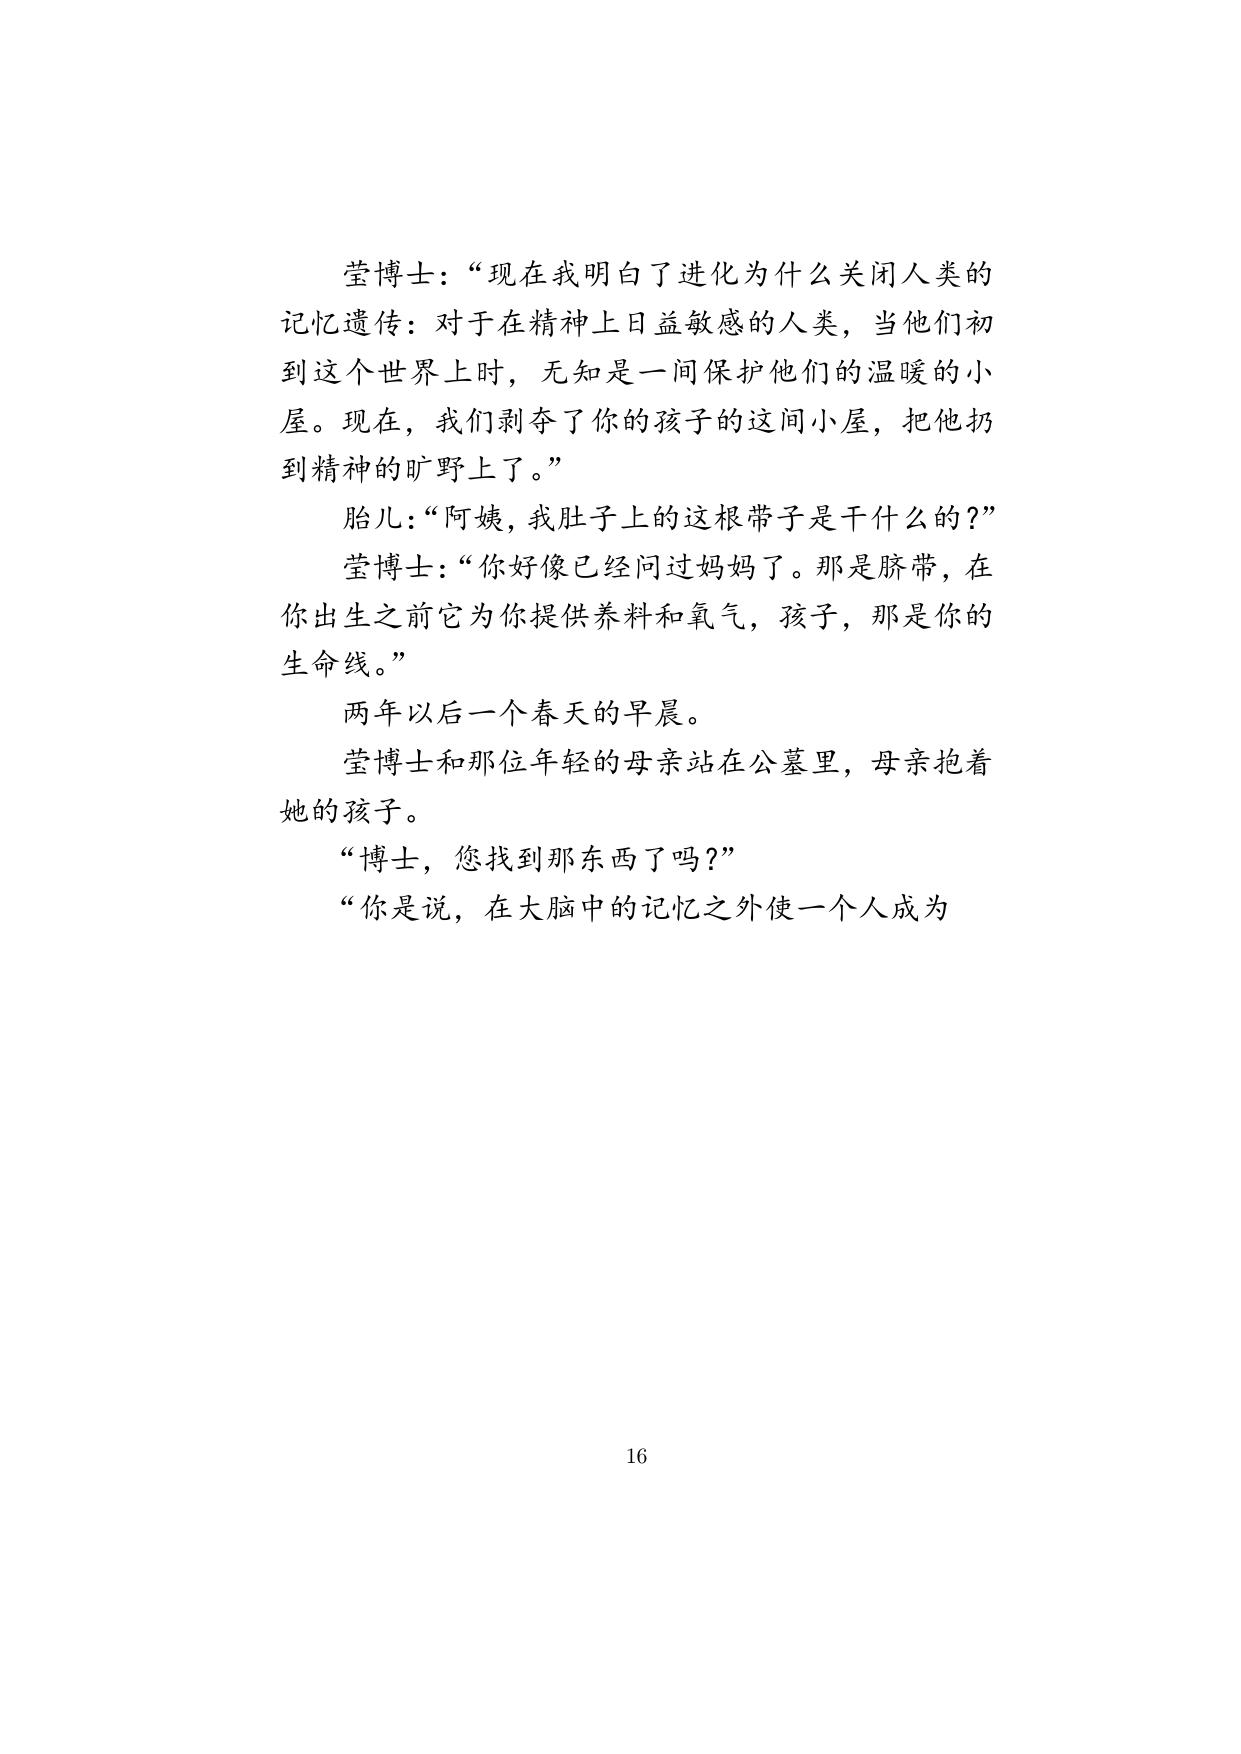 莹博士：“现在我明白了进化为什么关闭人类的
记忆遗传：对于在精神上日益敏感的人类，当他们初
到这个世界上时，无知是一间保护他们的温暖的小
屋。现在，我们剥夺了你的孩子的这间小屋，把他扔
到精神的旷野上了。”
胎儿：“阿姨，我肚子上的这根带子是干什么的？”
莹博士：“你好像已经问过妈妈了。那是脐带，在
你出生之前它为你提供养料和氧气，孩子，那是你的
生命线。”
两年以后一个春天的早晨。
莹博士和那位年轻的母亲站在公墓里，母亲抱着
她的孩子。
“博士，您找到那东西了吗？”
“你是说，在大脑中的记忆之外使一个人成为
16